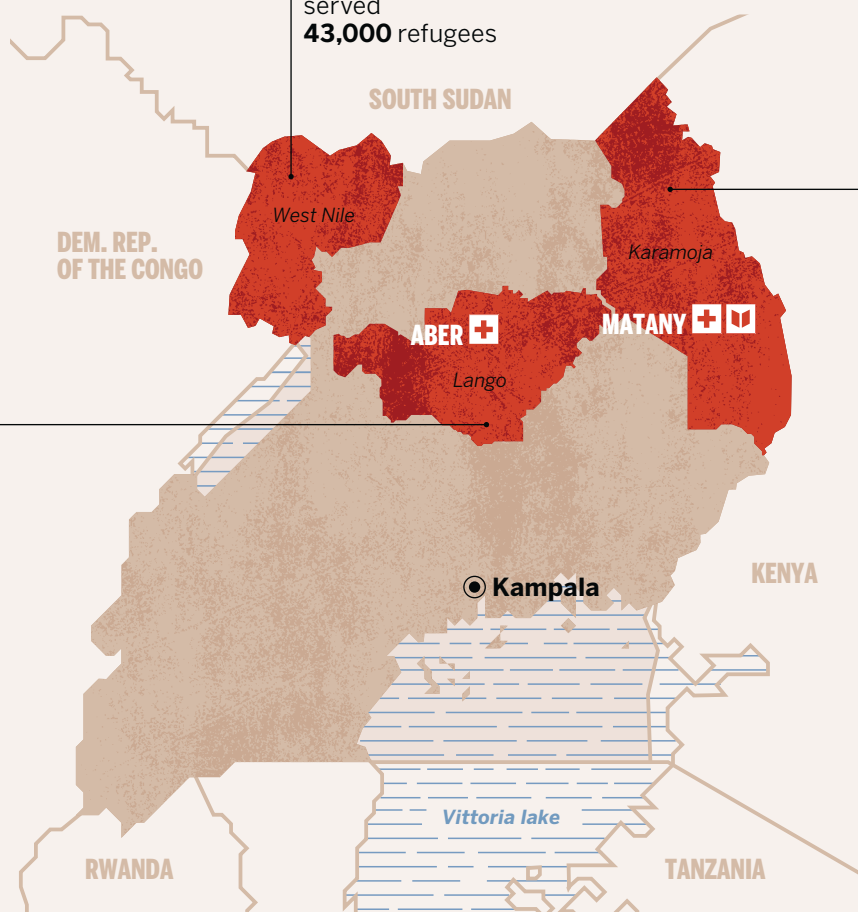 served
43,000 refugees
SOUTH SUDAN
West Nile
DEM. REP.
OF THE CONGO
Karamoja
MATANY
ABER
Lango
KENYA
Kampala
Vittoria lake
RWANDA
TANZANIA